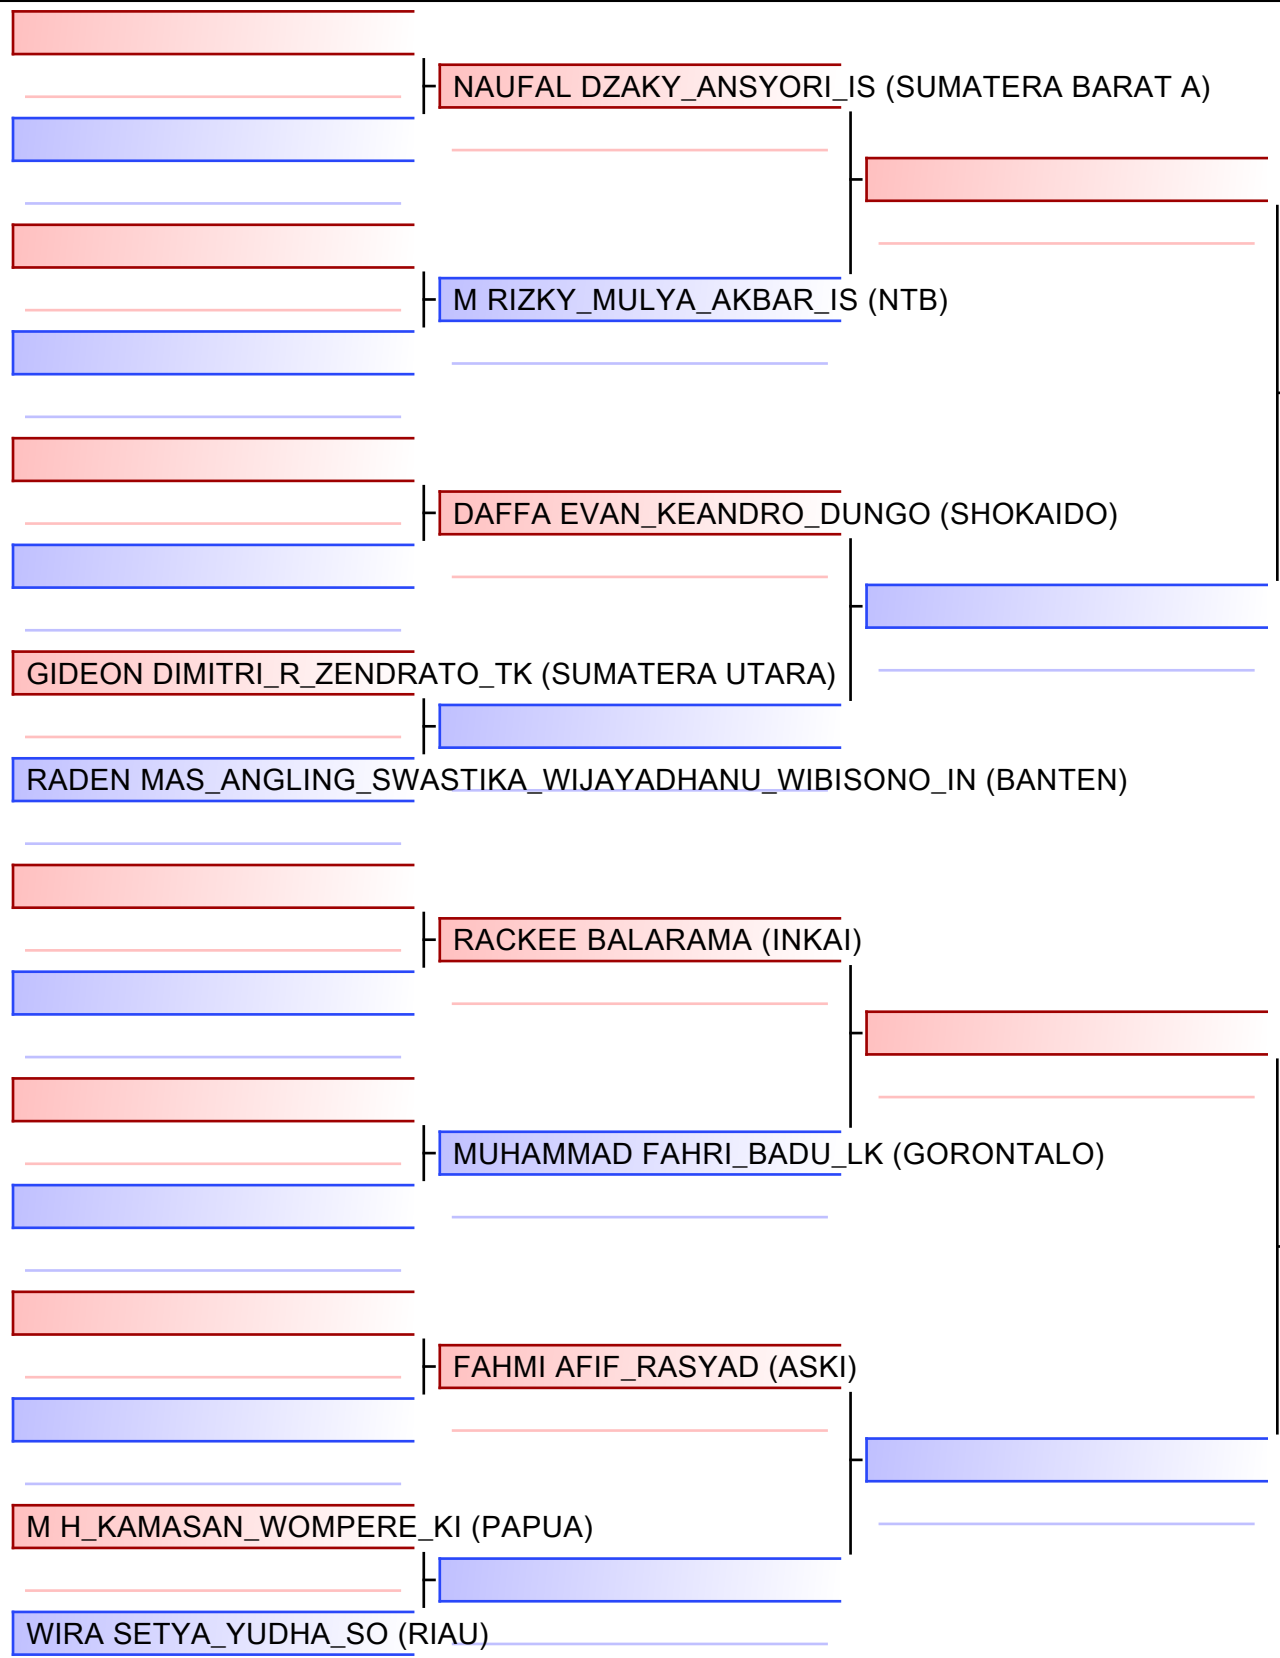 NAUFAL DZAKY_ANSYORI_IS (SUMATERA BARAT A)
M RIZKY_MULYA_AKBAR_IS (NTB)
DAFFA EVAN_KEANDRO_DUNGO (SHOKAIDO)
GIDEON DIMITRI_R_ZENDRATO_TK (SUMATERA UTARA)
RADEN MAS_ANGLING_SWASTIKA_WIJAYADHANU_WIBISONO_IN (BANTEN)
RACKEE BALARAMA (INKAI)
MUHAMMAD FAHRI_BADU_LK (GORONTALO)
FAHMI AFIF_RASYAD (ASKI)
M H_KAMASAN_WOMPERE_KI (PAPUA)
WIRA SETYA_YUDHA_SO (RIAU)